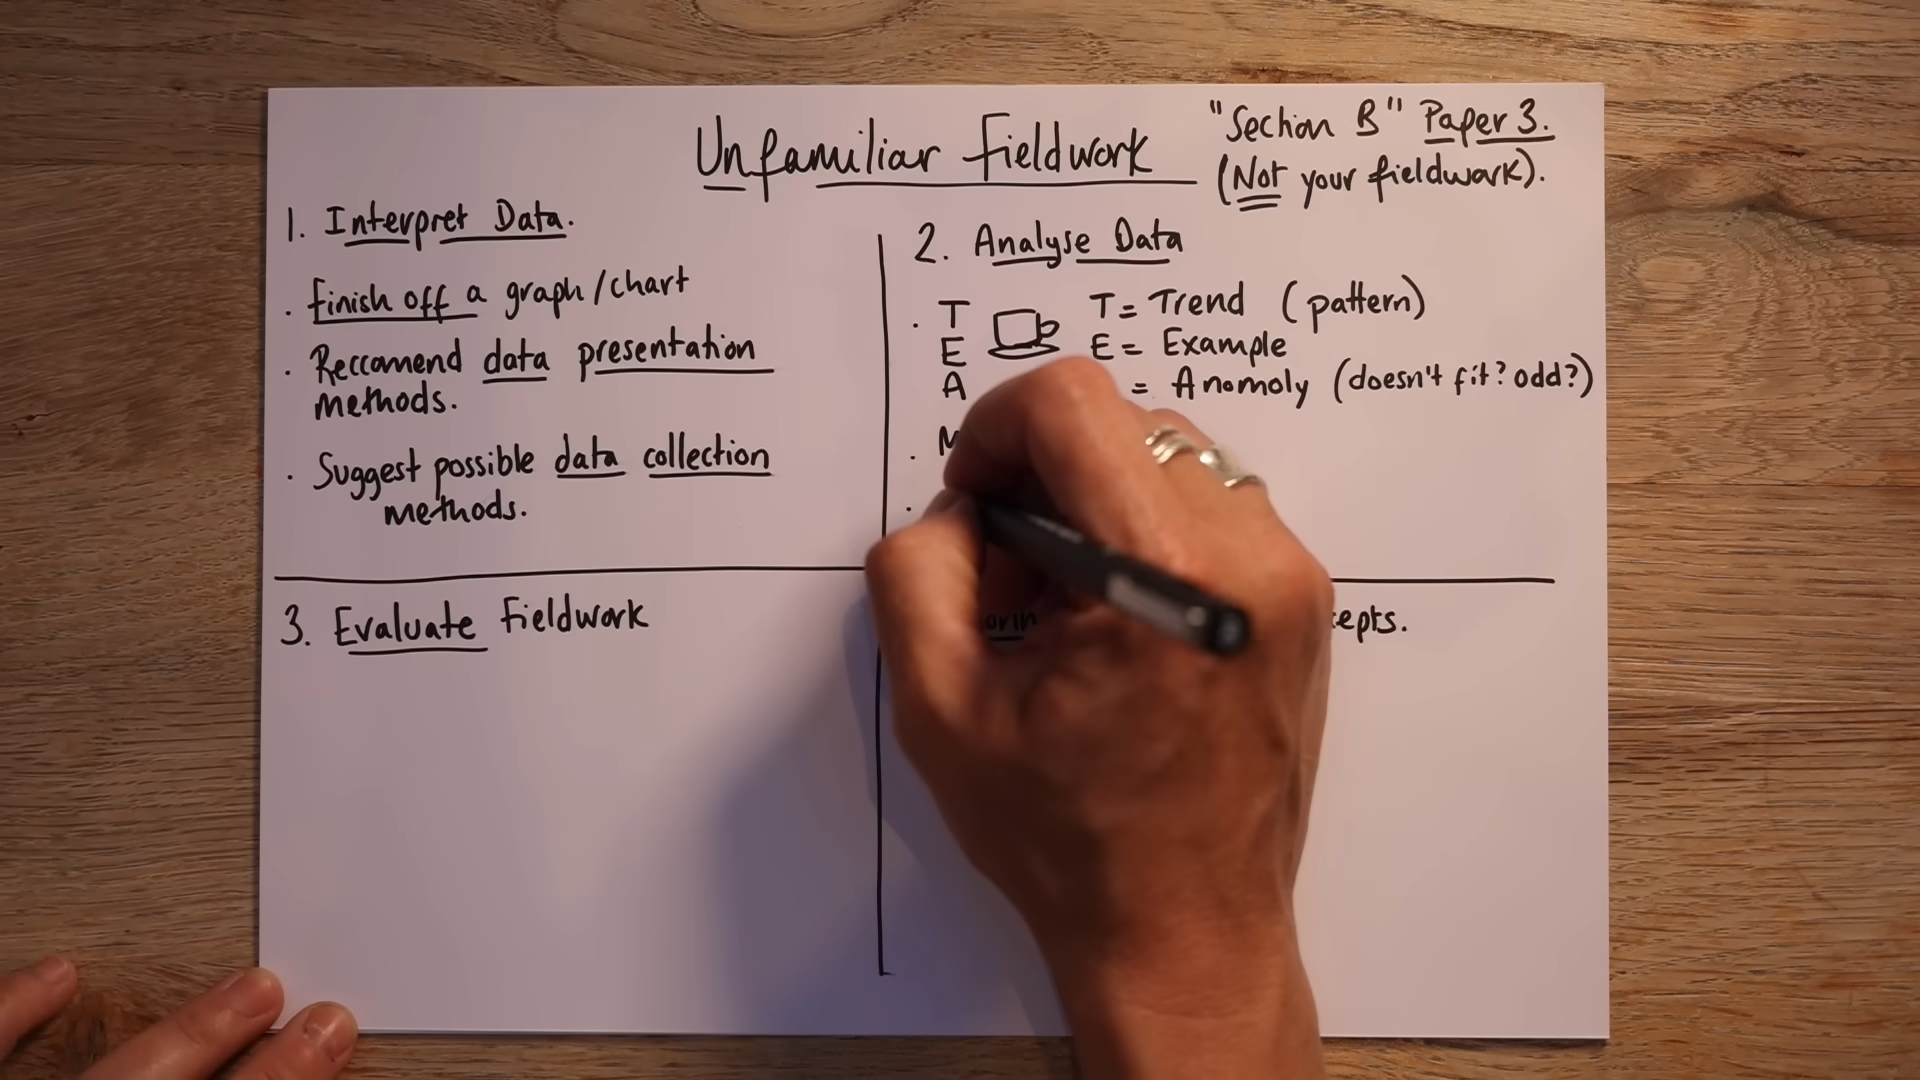 Unfamiliar Fieldwork
"Section B" Paper 3.
(Not your fieldwork).
1. Interpret Data.
. Finish off a graph/chart
. Reccomend data presentation
methods.
. Suggest possible data collection
methods.
2. Analyse Data
. T T = Trend (pattern)
E E = Example
A = Anomoly (doesn't fit? odd?)
. M
.
3. Evaluate Fieldwork